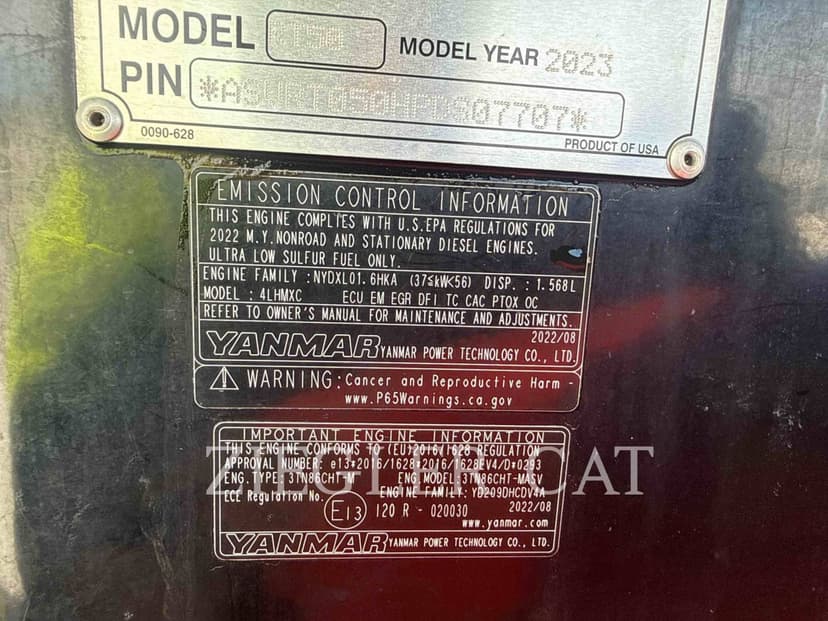 MODEL
MODEL YEAR 2023
PIN
0090-628
PRODUCT OF USA
EMISSION CONTROL INFORMATION
THIS ENGINE COMPLIES WITH U.S.EPA REGULATIONS FOR
2022 M.Y.NONROAD AND STATIONARY DIESEL ENGINES.
ULTRA LOW SULFUR FUEL ONLY.
ENGINE FAMILY :NYDXL01.6HKA (37≤kW<56) DISP. : 1.568L
MODEL : 4LHMXC ECU EM EGR DFI TC CAC PTOX OC
REFER TO OWNER'S MANUAL FOR MAINTENANCE AND ADJUSTMENTS.
2022/08
YANMAR YANMAR POWER TECHNOLOGY CO., LTD.
⚠ WARNING:Cancer and Reproductive Harm -
www.P65Warnings.ca.gov
IMPORTANT ENGINE INFORMATION
THIS ENGINE CONFORMS TO (EU)2016/1628 REGULATION
APPROVAL NUMBER: e13*2016/1628*2016/1628EV4/D*0293
ENG.TYPE:3TN86CHT-M ENG.MODEL:3TN86CHT-MASV
ENGINE FAMILY: YD209DHCDV4A
ECE Regulation No. E13 120 R - 020030 2022/08
www.yanmar.com
YANMAR YANMAR POWER TECHNOLOGY CO., LTD.
ZIEGLER CAT